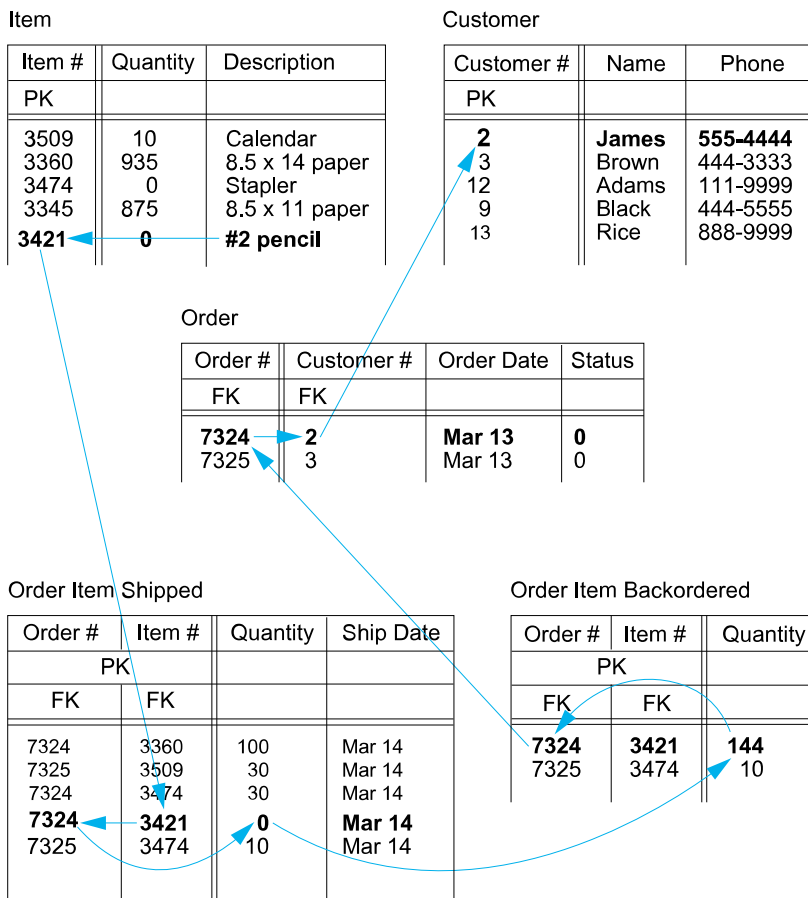 Item
Item # Quantity Description
PK
3509 10 Calendar
3360 935 8.5 x 14 paper
3474 0 Stapler
3345 875 8.5 x 11 paper
3421 0 #2 pencil
Customer
Customer # Name Phone
PK
2 James 555-4444
3 Brown 444-3333
12 Adams 111-9999
9 Black 444-5555
13 Rice 888-9999
Order
Order # Customer # Order Date Status
FK FK
7324 2 Mar 13 0
7325 3 Mar 13 0
Order Item Shipped
Order # Item # Quantity Ship Date
PK
FK FK
7324 3360 100 Mar 14
7325 3509 30 Mar 14
7324 3474 30 Mar 14
7324 3421 0 Mar 14
7325 3474 10 Mar 14
Order Item Backordered
Order # Item # Quantity
PK
FK FK
7324 3421 144
7325 3474 10